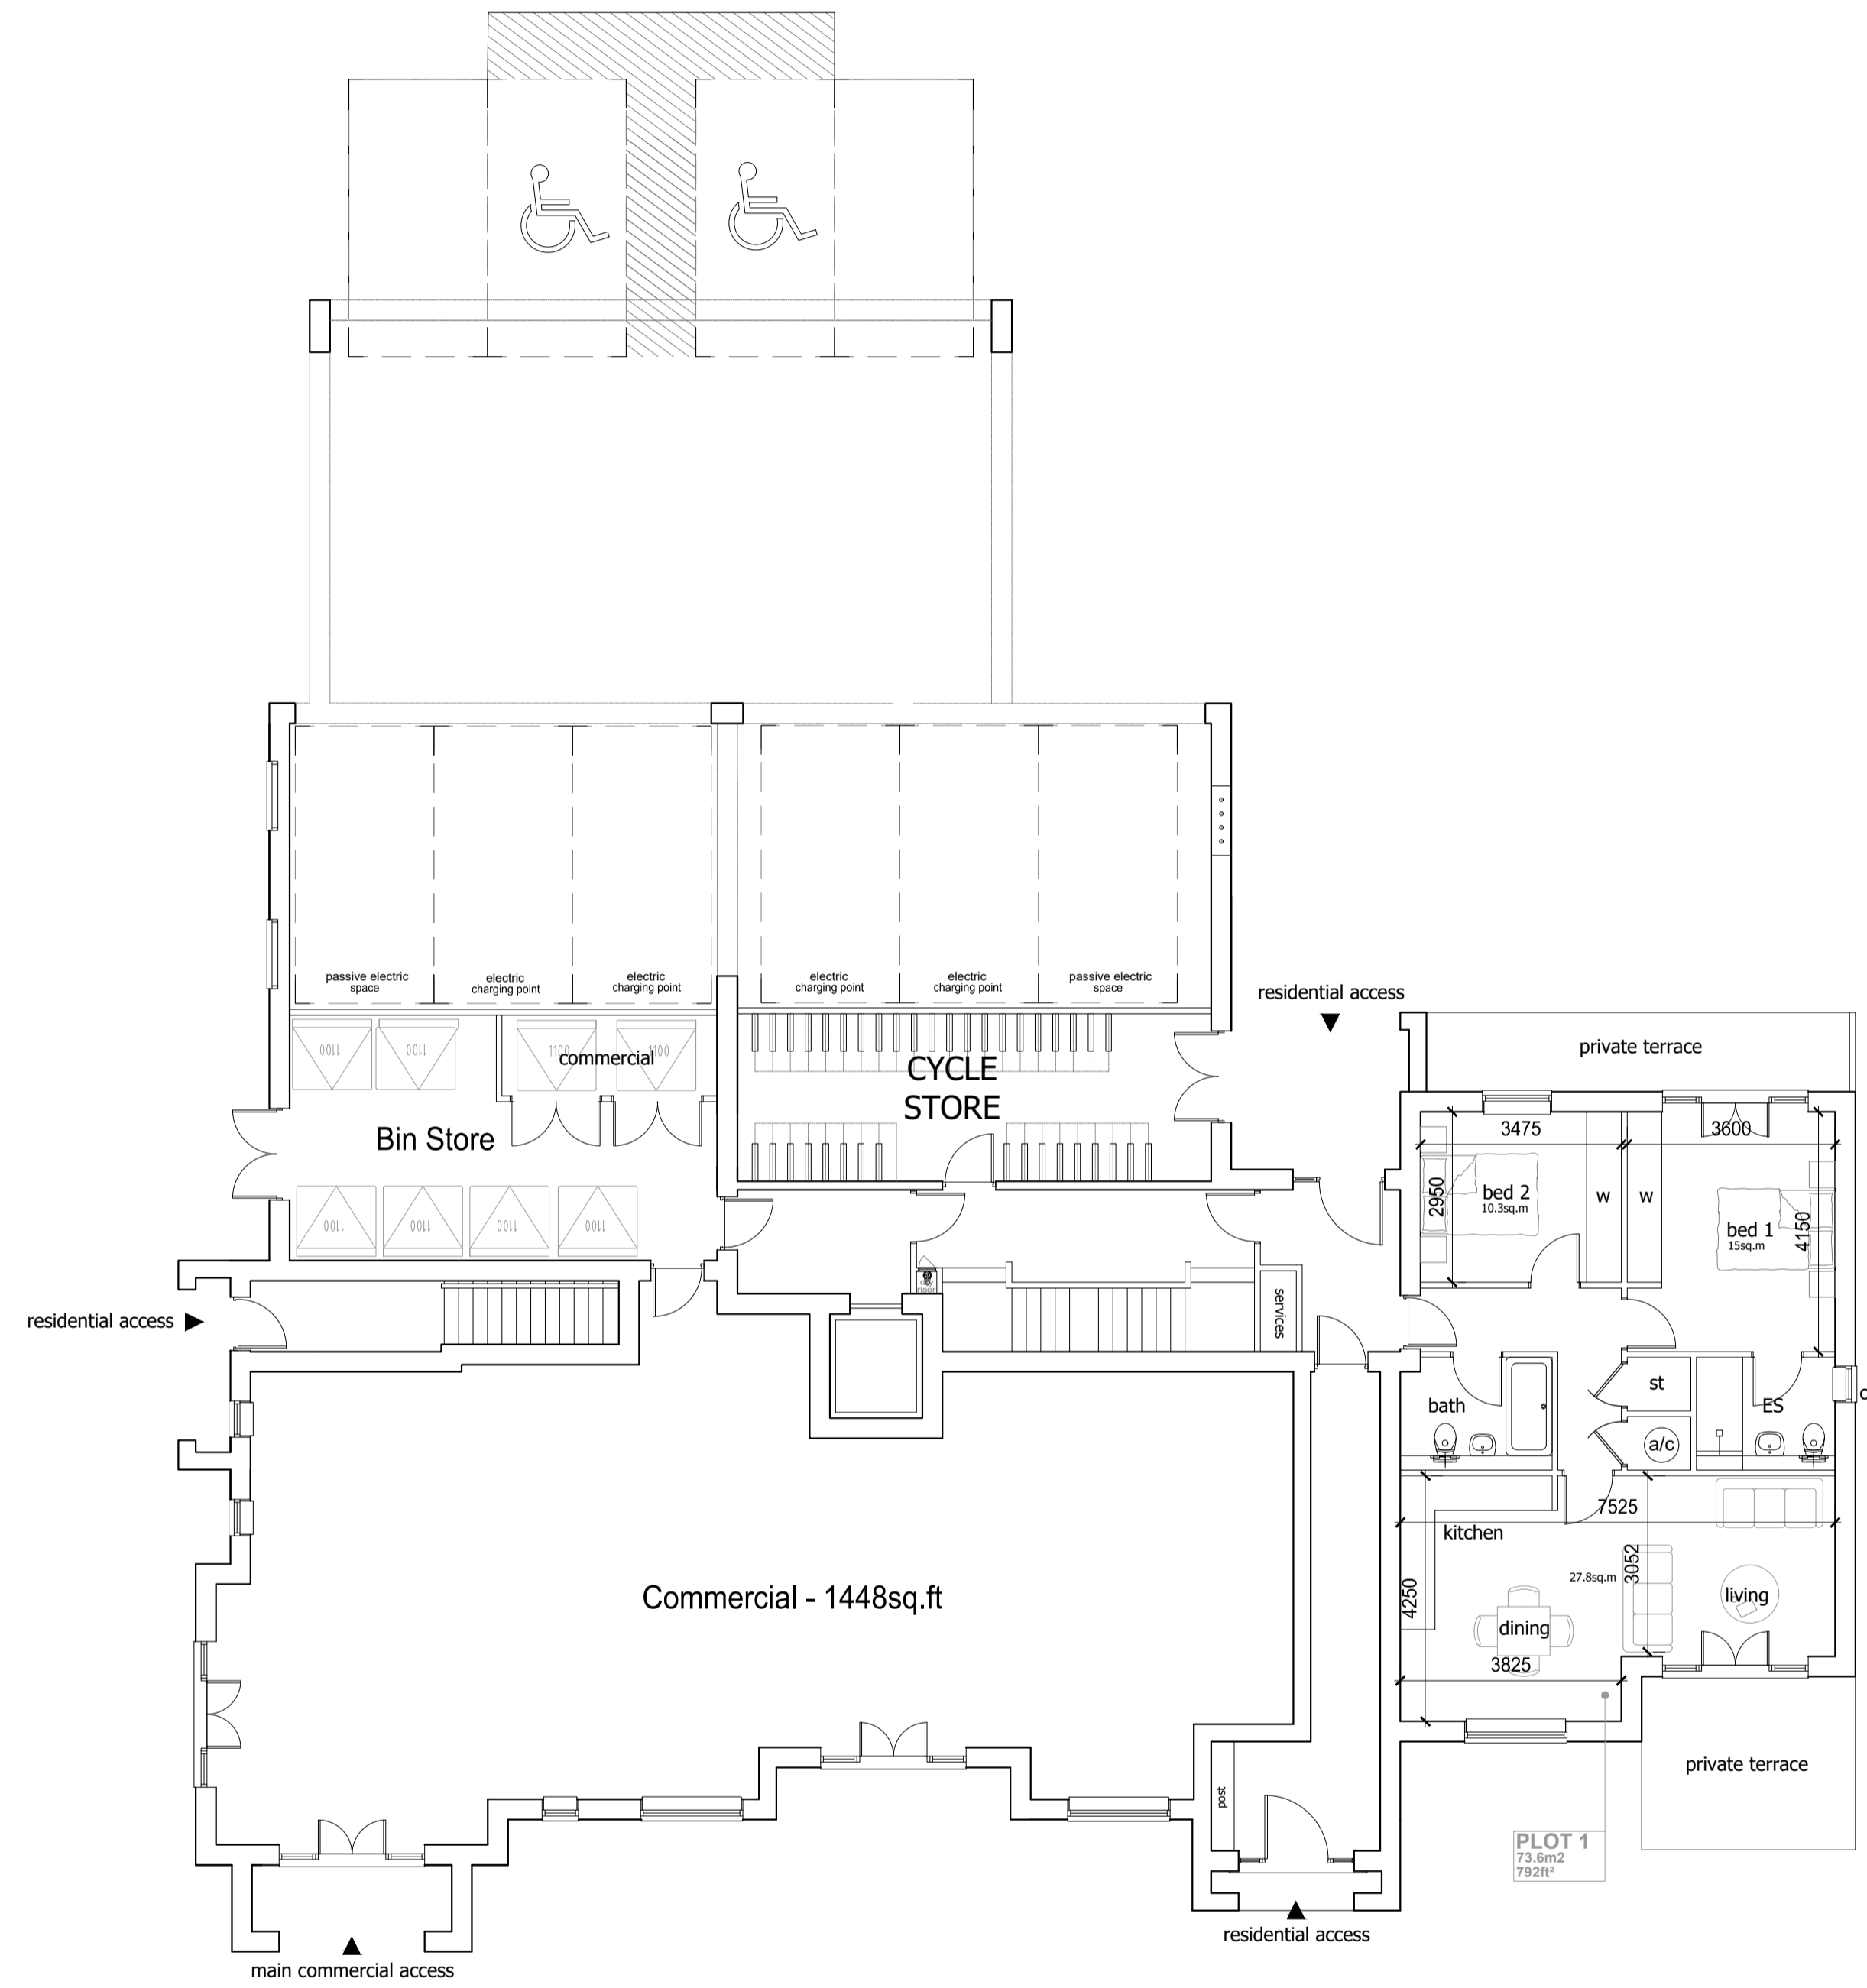 passive electric
space
electric
charging point
electric
charging point
electric
charging point
electric
charging point
passive electric
space
residential access
1100
1100
1100
1100
commercial
CYCLE
STORE
Bin Store
1100
1100
1100
1100
private terrace
3475
3600
2950
bed 2
10.3sq.m
w
w
bed 1
15sq.m
4150
residential access
riser
services
bath
st
ES
a/c
7525
kitchen
4250
27.8sq.m
3052
living
dining
3825
Commercial - 1448sq.ft
private terrace
post
PLOT 1
73.6m2
792ft²
residential access
main commercial access